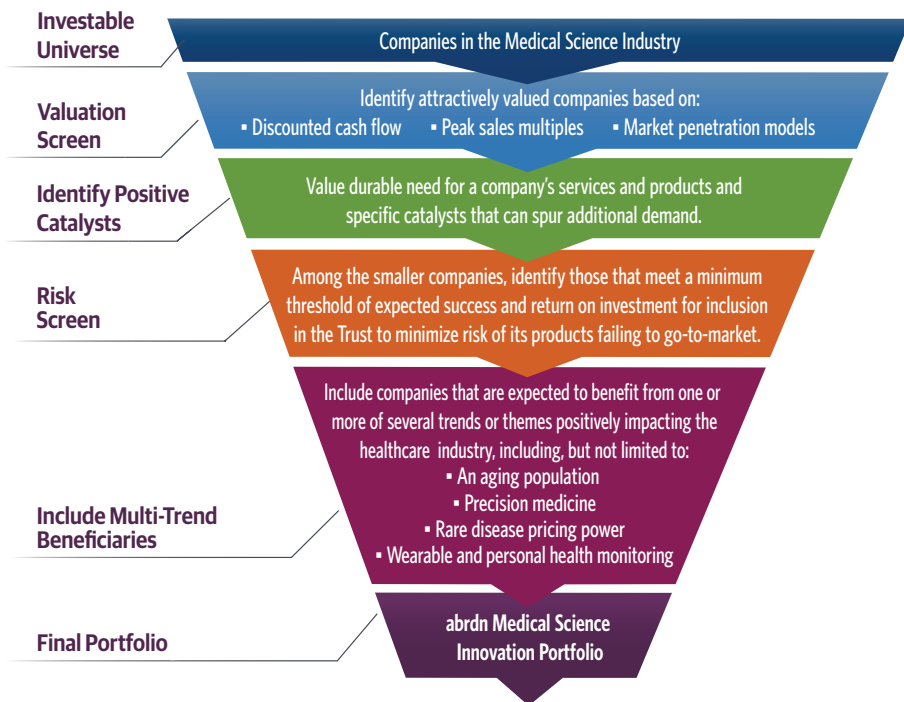 Investable
Universe
Companies in the Medical Science Industry
Valuation
Screen
Identify attractively valued companies based on:
▪ Discounted cash flow ▪ Peak sales multiples ▪ Market penetration models
Identify Positive
Catalysts
Value durable need for a company’s services and products and
specific catalysts that can spur additional demand.
Risk
Screen
Among the smaller companies, identify those that meet a minimum
threshold of expected success and return on investment for inclusion
in the Trust to minimize risk of its products failing to go-to-market.
Include Multi-Trend
Beneficiaries
Include companies that are expected to benefit from one or
more of several trends or themes positively impacting the
healthcare industry, including, but not limited to:
▪ An aging population
▪ Precision medicine
▪ Rare disease pricing power
▪ Wearable and personal health monitoring
Final Portfolio
abrdn Medical Science
Innovation Portfolio